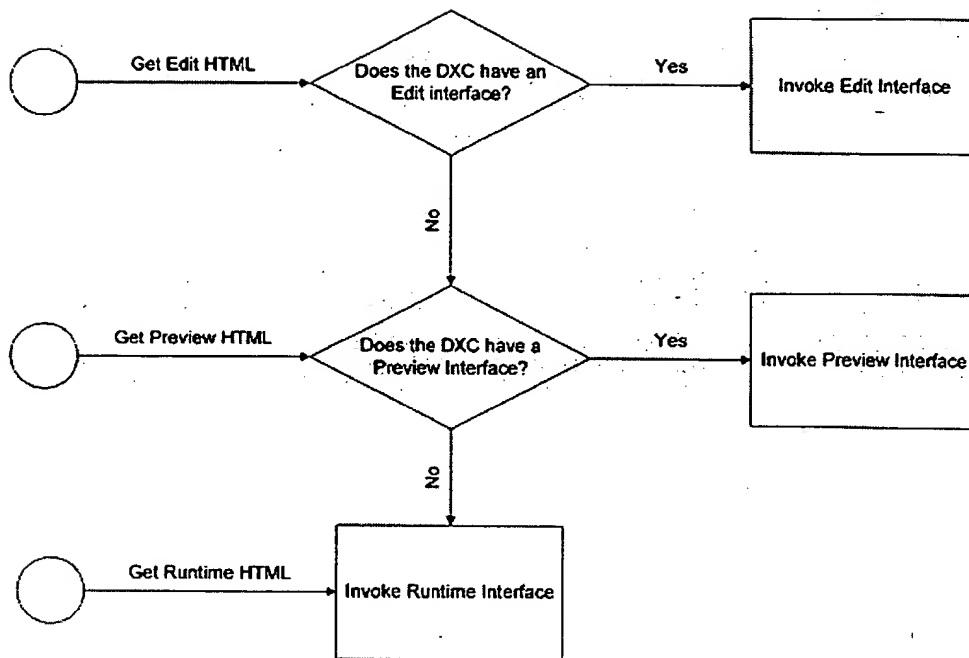 Get Edit HTML
Does the DXC have an
Edit interface?
Yes
Invoke Edit Interface
No
Get Preview HTML
Does the DXC have a
Preview Interface?
Yes
Invoke Preview Interface
No
Get Runtime HTML
Invoke Runtime Interface